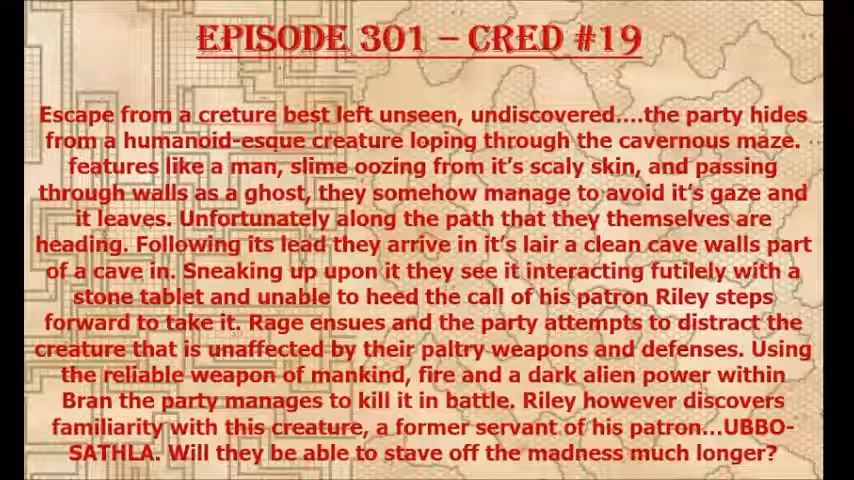 EPISODE 301 – CRED #19
Escape from a creture best left unseen, undiscovered....the party hides
from a humanoid-esque creature loping through the cavernous maze.
features like a man, slime oozing from it's scaly skin, and passing
through walls as a ghost, they somehow manage to avoid it's gaze and
it leaves. Unfortunately along the path that they themselves are
heading. Following its lead they arrive in it's lair a clean cave walls part
of a cave in. Sneaking up upon it they see it interacting futilely with a
stone tablet and unable to heed the call of his patron Riley steps
forward to take it. Rage ensues and the party attempts to distract the
creature that is unaffected by their paltry weapons and defenses. Using
the reliable weapon of mankind, fire and a dark alien power within
Bran the party manages to kill it in battle. Riley however discovers
familiarity with this creature, a former servant of his patron...UBBO-
SATHLA. Will they be able to stave off the madness much longer?